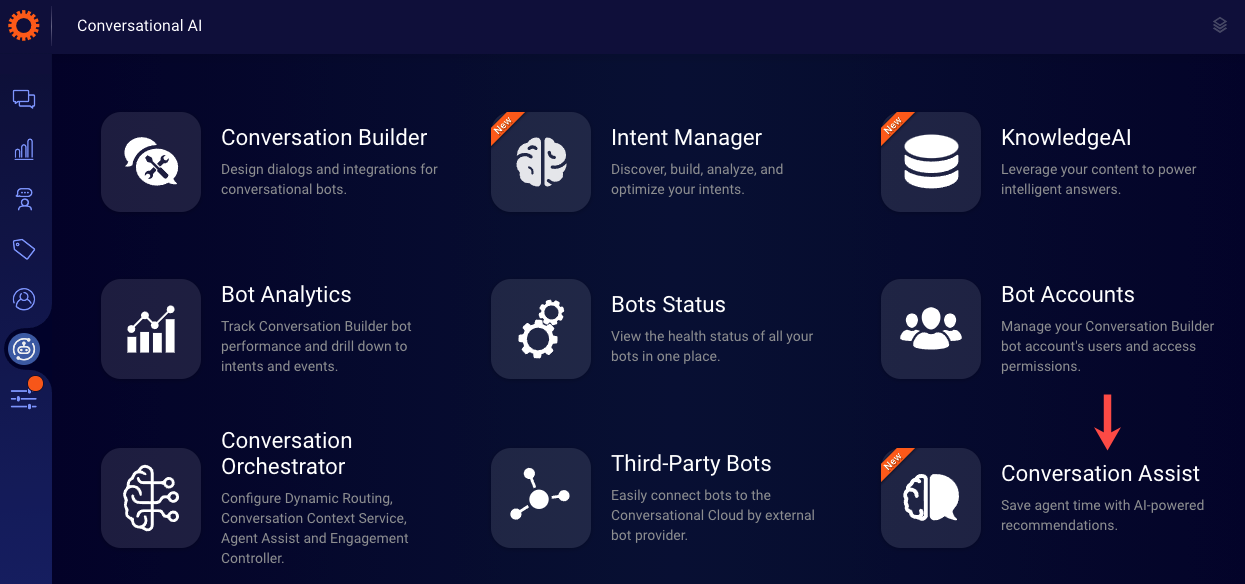 Conversational AI
Conversation Builder
Design dialogs and integrations for
conversational bots.
New
Intent Manager
Discover, build, analyze, and
optimize your intents.
New
KnowledgeAI
Leverage your content to power
intelligent answers.
Bot Analytics
Track Conversation Builder bot
performance and drill down to
intents and events.
Bots Status
View the health status of all your
bots in one place.
Bot Accounts
Manage your Conversation Builder
bot account's users and access
permissions.
Conversation
Orchestrator
Configure Dynamic Routing,
Conversation Context Service,
Agent Assist and Engagement
Controller.
Third-Party Bots
Easily connect bots to the
Conversational Cloud by external
bot provider.
New
Conversation Assist
Save agent time with AI-powered
recommendations.